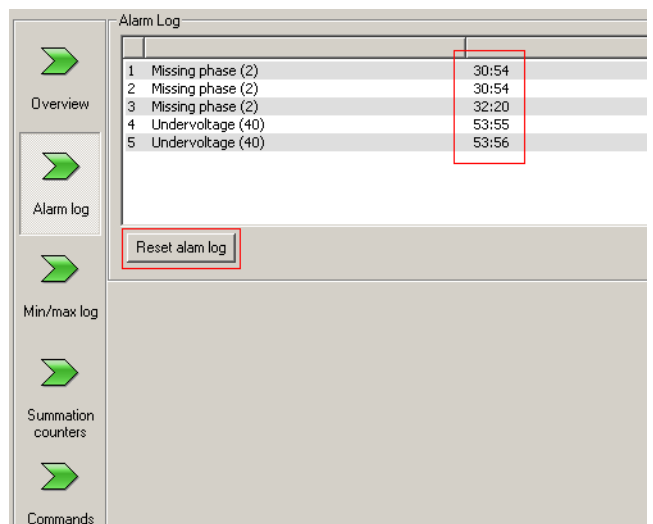 Alarm Log
1 Missing phase (2) 30:54
2 Missing phase (2) 30:54
3 Missing phase (2) 32:20
4 Undervoltage (40) 53:55
5 Undervoltage (40) 53:56
Reset alam log
Overview
Alarm log
Min/max log
Summation
counters
Commands